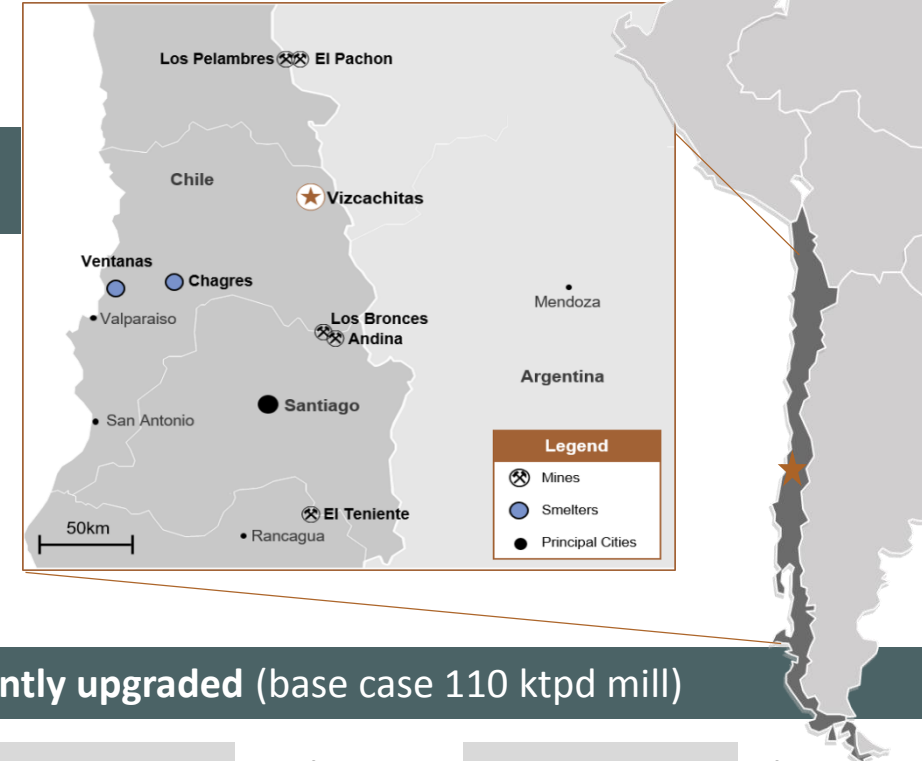 Los Pelambres El Pachon
Chile
Vizcachitas
Ventanas
Chagres
Valparaiso
Mendoza
Los Bronces
Andina
Argentina
Santiago
San Antonio
Legend
Mines
Smelters
Principal Cities
El Teniente
Rancagua
50km
ntly upgraded (base case 110 ktpd mill)